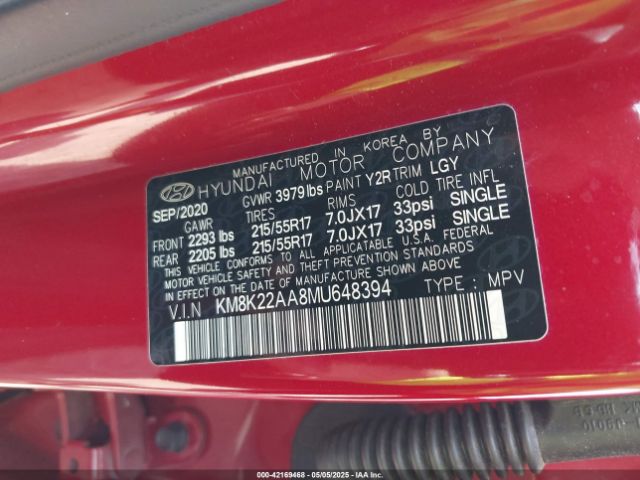 MANUFACTURED IN KOREA BY
HYUNDAI MOTOR COMPANY
SEP/2020 GVWR 3979 lbs PAINT Y2R TRIM LGY
GAWR TIRES RIMS COLD TIRE INFL
FRONT 2293 lbs 215/55R17 7.0JX17 33psi SINGLE
REAR 2205 lbs 215/55R17 7.0JX17 33psi SINGLE
THIS VEHICLE CONFORMS TO ALL APPLICABLE U.S.A. FEDERAL
MOTOR VEHICLE SAFETY AND THEFT PREVENTION STANDARDS
IN EFFECT ON THE DATE OF MANUFACTURE SHOWN ABOVE.
V.I.N KM8K22AA8MU648394 TYPE : MPV
000-42169468 - 05/05/2025 - IAAI